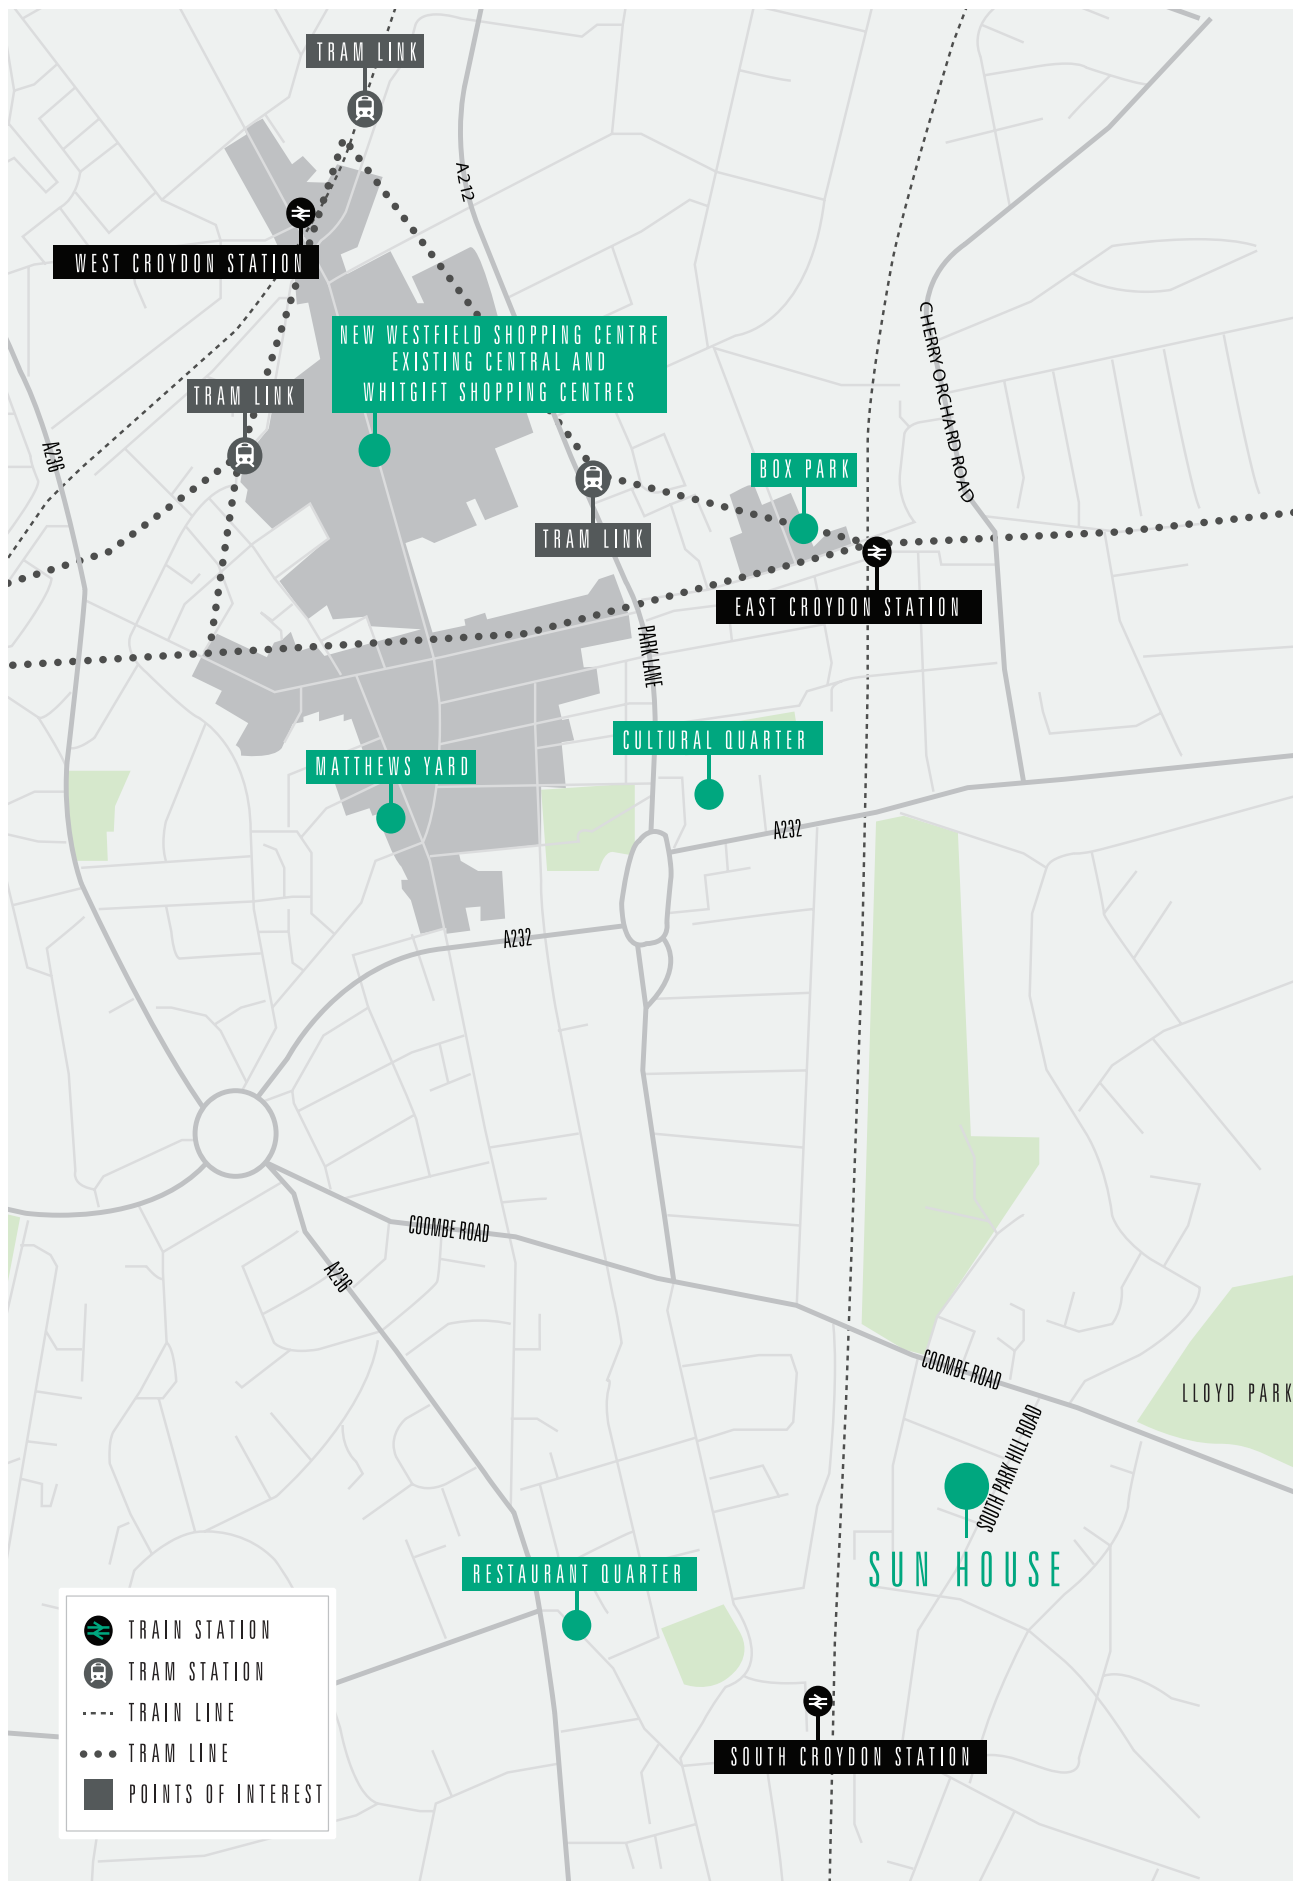 TRAM LINK
A212
WEST CROYDON STATION
NEW WESTFIELD SHOPPING CENTRE
EXISTING CENTRAL AND
WHITGIFT SHOPPING CENTRES
CHERRY ORCHARD ROAD
TRAM LINK
A236
BOX PARK
TRAM LINK
EAST CROYDON STATION
PARK LANE
CULTURAL QUARTER
MATTHEWS YARD
A232
A232
COOMBE ROAD
A236
COOMBE ROAD
LLOYD PARK
SOUTH PARK HILL ROAD
SUN HOUSE
RESTAURANT QUARTER
TRAIN STATION
TRAM STATION
TRAIN LINE
TRAM LINE
POINTS OF INTEREST
SOUTH CROYDON STATION